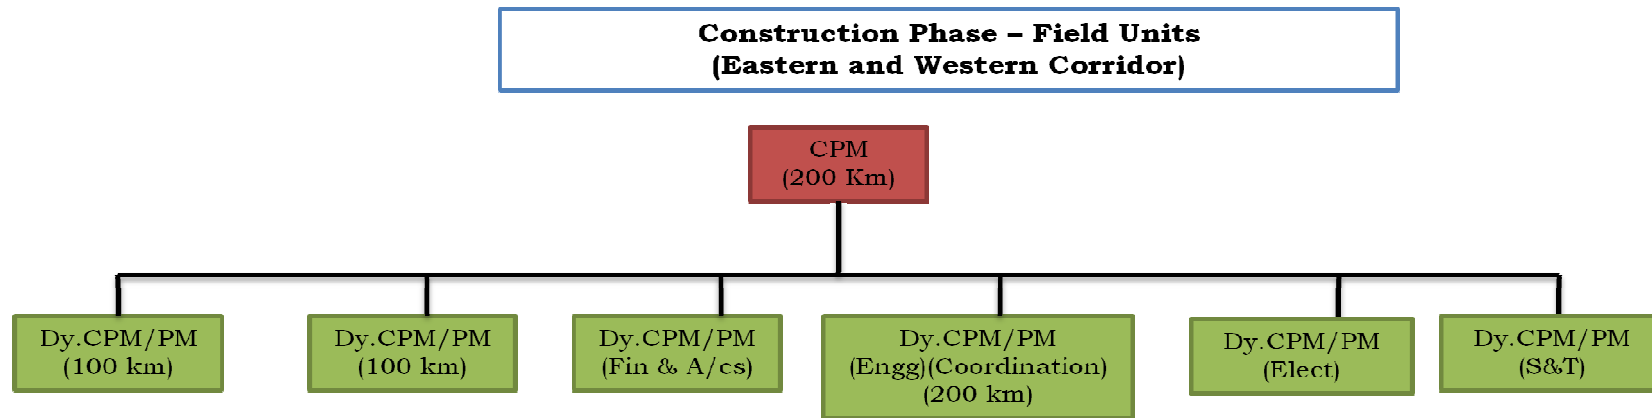 Construction Phase – Field Units
(Eastern and Western Corridor)
CPM
(200 Km)
Dy.CPM/PM
(100 km)
Dy.CPM/PM
(100 km)
Dy.CPM/PM
(Fin & A/cs)
Dy.CPM/PM
(Engg)(Coordination)
(200 km)
Dy.CPM/PM
(Elect)
Dy.CPM/PM
(S&T)